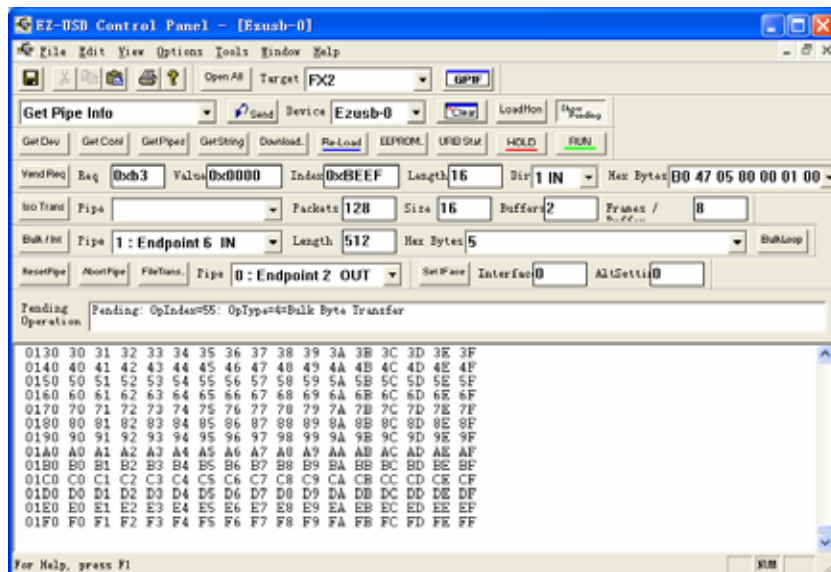 EZ-USB Control Panel - [Ezusb-0]
File Edit View Options Tools Window Help
Open All Target FX2 GPIF
Get Pipe Info Send Device Ezusb-0 Clear LoadMon Show Pending
Get Dev Get Conf Get Pipes Get String Download.. Re-Load EEPROM.. URB Stat HOLD RUN
Vend Req Req 0xb3 Value 0x0000 Index 0xBEEF Length 16 Dir 1 IN Hex Bytes B0 47 05 80 00 01 00
Iso Trans Pipe Packets 128 Size 16 Buffers 2 Frames / 8
Bulk/Int Pipe 1 : Endpoint 6 IN Length 512 Hex Bytes 5 BulkLoop
ResetPipe AbortPipe FileTrans.. Pipe 0 : Endpoint 2 OUT Set IFace Interfac 0 AltSettin 0
Pending Operation Pending: OpIndex=55: OpType=4=Bulk Byte Transfer
0130 30 31 32 33 34 35 36 37 38 39 3A 3B 3C 3D 3E 3F
0140 40 41 42 43 44 45 46 47 48 49 4A 4B 4C 4D 4E 4F
0150 50 51 52 53 54 55 56 57 58 59 5A 5B 5C 5D 5E 5F
0160 60 61 62 63 64 65 66 67 68 69 6A 6B 6C 6D 6E 6F
0170 70 71 72 73 74 75 76 77 78 79 7A 7B 7C 7D 7E 7F
0180 80 81 82 83 84 85 86 87 88 89 8A 8B 8C 8D 8E 8F
0190 90 91 92 93 94 95 96 97 98 99 9A 9B 9C 9D 9E 9F
01A0 A0 A1 A2 A3 A4 A5 A6 A7 A8 A9 AA AB AC AD AE AF
01B0 B0 B1 B2 B3 B4 B5 B6 B7 B8 B9 BA BB BC BD BE BF
01C0 C0 C1 C2 C3 C4 C5 C6 C7 C8 C9 CA CB CC CD CE CF
01D0 D0 D1 D2 D3 D4 D5 D6 D7 D8 D9 DA DB DC DD DE DF
01E0 E0 E1 E2 E3 E4 E5 E6 E7 E8 E9 EA EB EC ED EE EF
01F0 F0 F1 F2 F3 F4 F5 F6 F7 F8 F9 FA FB FC FD FE FF
For Help, press F1 NUM